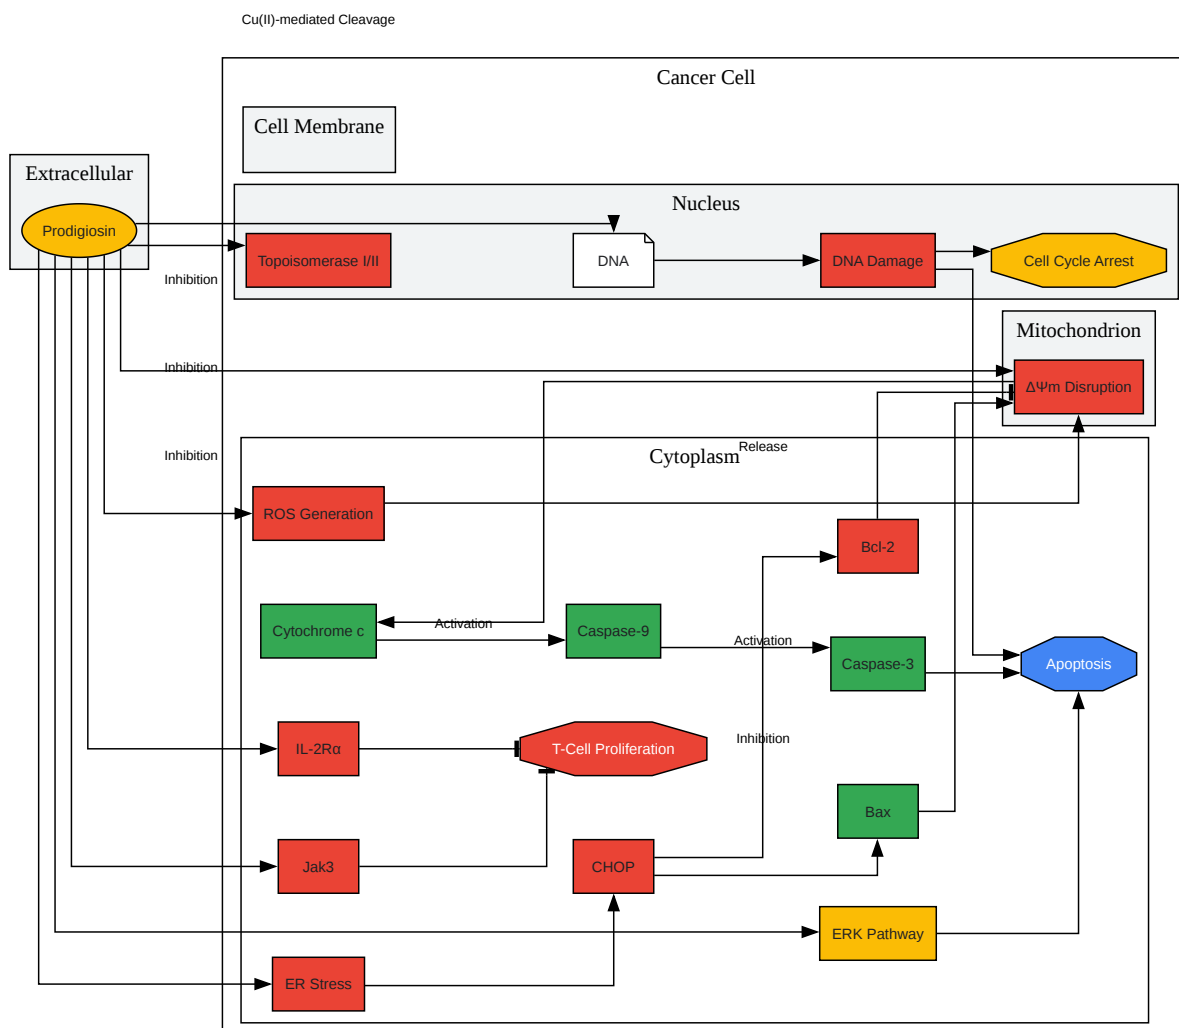 Cu(II)-mediated Cleavage
Cancer Cell
Cell Membrane
Extracellular
Prodigiosin
Nucleus
Topoisomerase I/II
DNA
DNA Damage
Cell Cycle Arrest
Inhibition
Mitochondrion
Inhibition
ΔΨm Disruption
Release
Cytoplasm
Inhibition
ROS Generation
Bcl-2
Cytochrome c
Activation
Caspase-9
Activation
Caspase-3
Apoptosis
IL-2Rα
T-Cell Proliferation
Inhibition
Bax
Jak3
CHOP
ERK Pathway
ER Stress